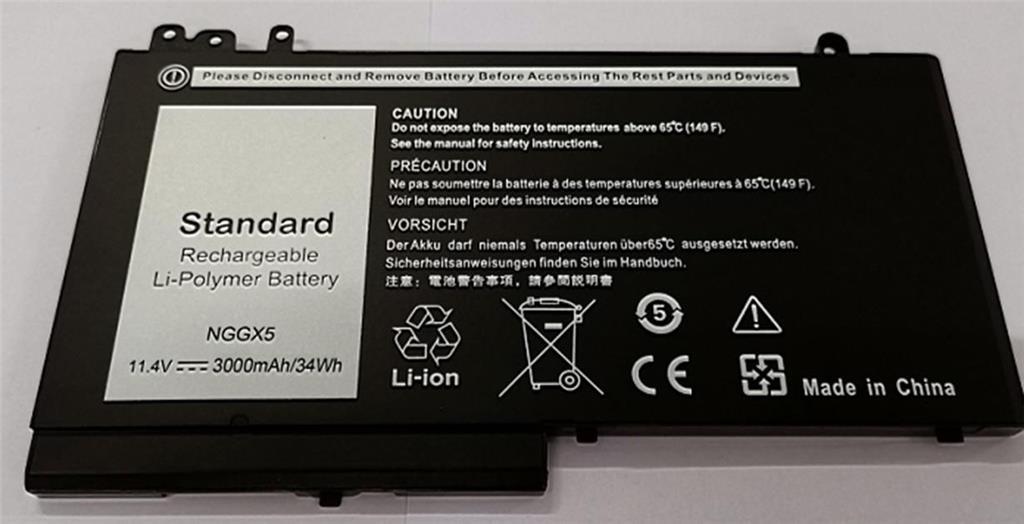 Please Disconnect and Remove Battery Before Accessing The Rest Parts and Devices
Standard
Rechargeable
Li-Polymer Battery
NGGX5
11.4V 3000mAh/34Wh
CAUTION
Do not expose the battery to temperatures above 65℃ (149 F).
See the manual for safety instructions.
PRÉCAUTION
Ne pas soumettre la batterie à des temperatures supérieures à 65℃(149 F).
Voir le manuel pour des instructions de sécurité
VORSICHT
Der Akku darf niemals Temperaturen über65℃ ausgesetzt werden.
Sicherheitsanweisungen finden Sie im Handbuch.
注意：電池警告事項，請參閱説明書
5
Li-ion
CE
Made in China